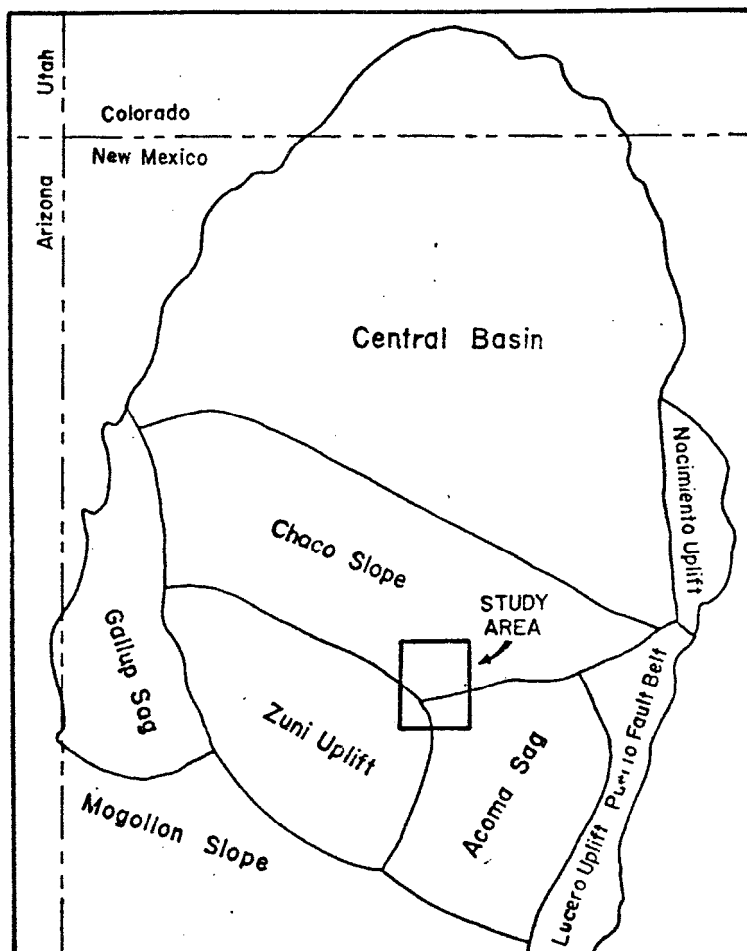 Utah
Colorado
New Mexico
Arizona
Central Basin
Nacimiento Uplift
Chaco Slope
STUDY
AREA
Gallup Sag
Zuni Uplift
Acoma Sag
Fault Belt
Lucero Uplift
Mogollon Slope